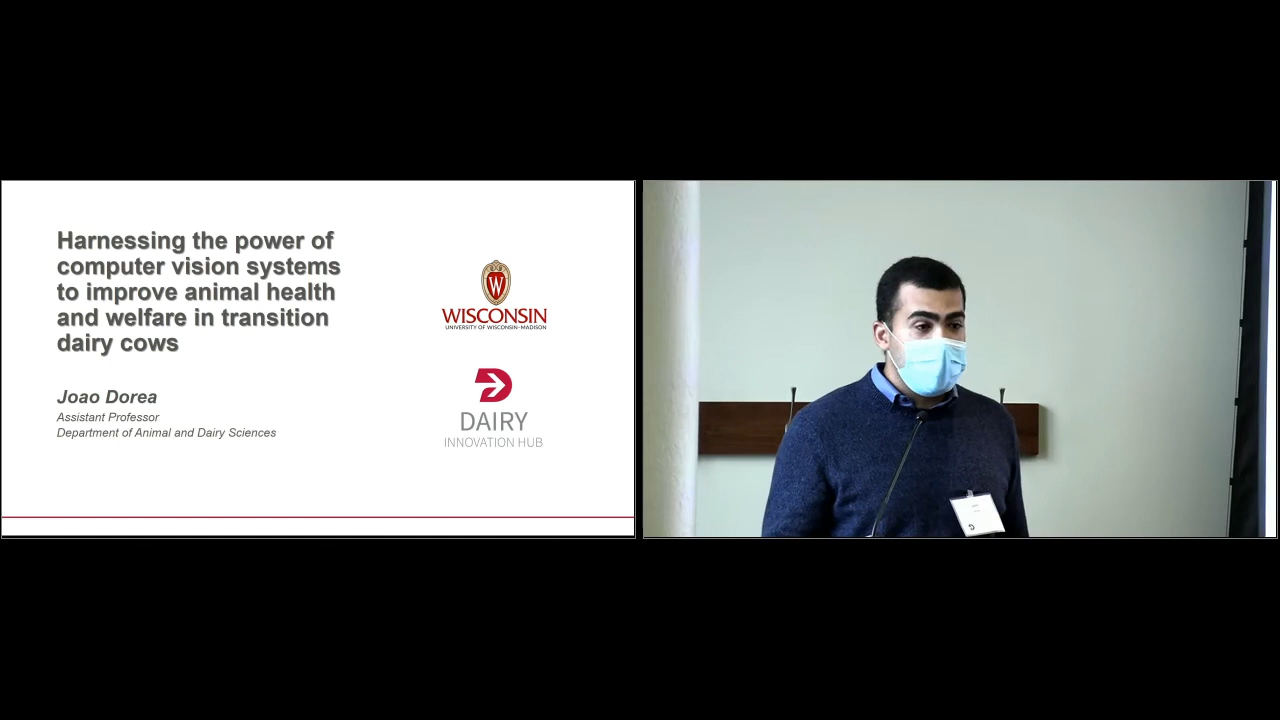 Harnessing the power of
computer vision systems
to improve animal health
and welfare in transition
dairy cows
Joao Dorea
Assistant Professor
Department of Animal and Dairy Sciences
W
WISCONSIN
UNIVERSITY OF WISCONSIN–MADISON
DAIRY
INNOVATION HUB